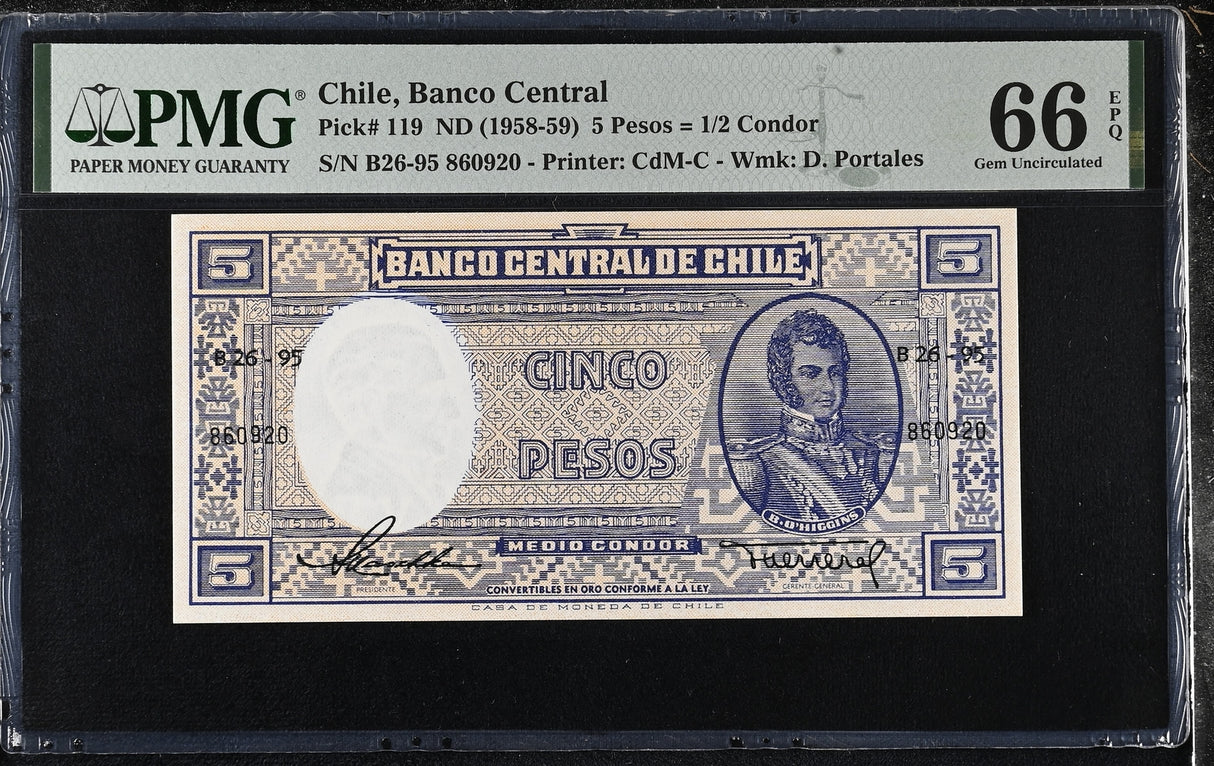 PMG®
PAPER MONEY GUARANTY
Chile, Banco Central
Pick# 119 ND (1958-59) 5 Pesos = 1/2 Condor
S/N B26-95 860920 - Printer: CdM-C - Wmk: D. Portales
66
EPQ
Gem Uncirculated
5
BANCO CENTRAL DE CHILE
5
B 26 - 95
B 26 - 95
CINCO
860920
860920
PESOS
B. O'HIGGINS
MEDIO CONDOR
5
5
PRESIDENTE
CONVERTIBLES EN ORO CONFORME A LA LEY
GERENTE GENERAL
CASA DE MONEDA DE CHILE